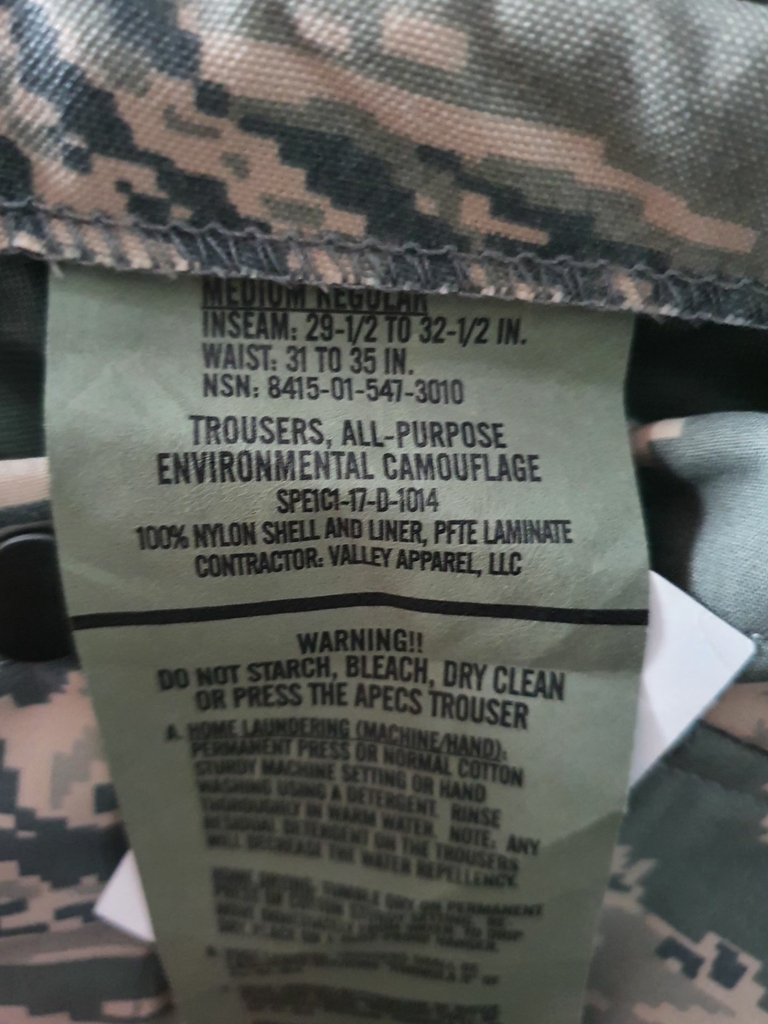 MEDIUM REGULAR
INSEAM: 29-1/2 TO 32-1/2 IN.
WAIST: 31 TO 35 IN.
NSN: 8415-01-547-3010
TROUSERS, ALL-PURPOSE
ENVIRONMENTAL CAMOUFLAGE
SPE1C1-17-D-1014
100% NYLON SHELL AND LINER, PFTE LAMINATE
CONTRACTOR: VALLEY APPAREL, LLC
WARNING!!
DO NOT STARCH, BLEACH, DRY CLEAN
OR PRESS THE APECS TROUSER
A. HOME LAUNDERING (MACHINE/HAND):
PERMANENT PRESS OR NORMAL COTTON
STURDY MACHINE SETTING OR HAND
WASHING USING A DETERGENT. RINSE
THOROUGHLY IN WARM WATER. NOTE: ANY
RESIDUAL DETERGENT ON THE TROUSERS
WILL DECREASE THE WATER REPELLENCY.